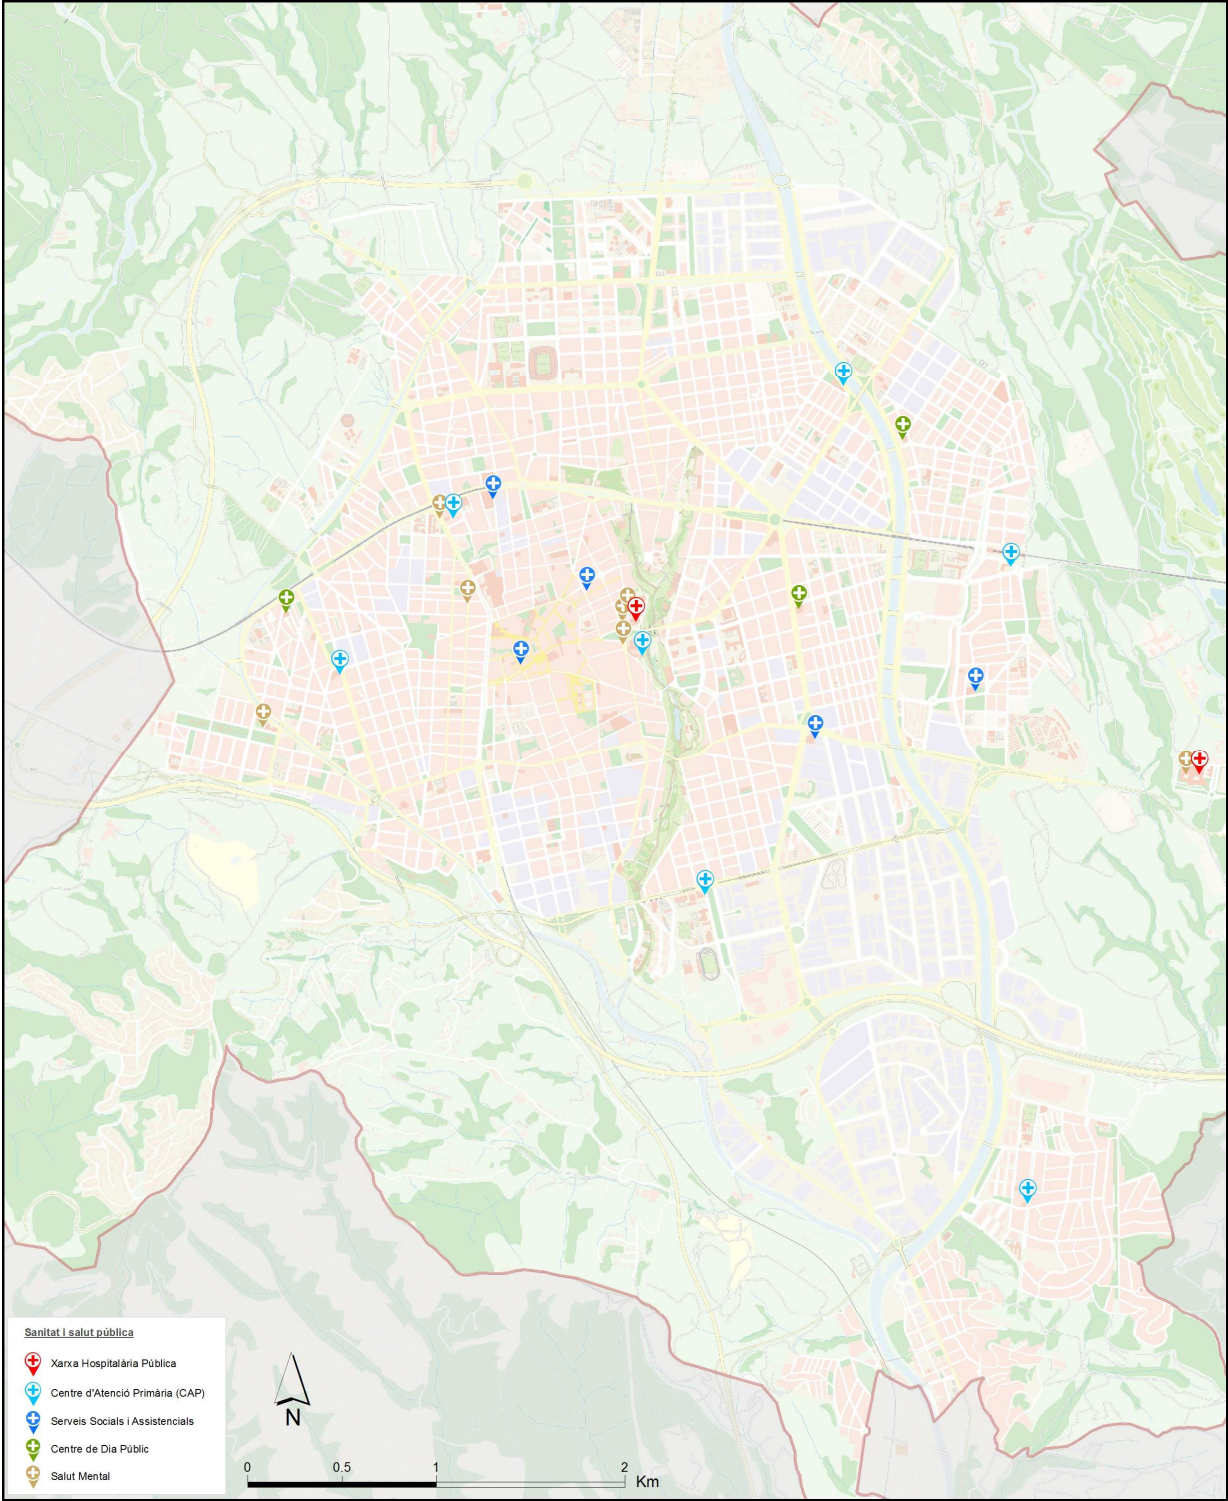 Sanitat i salut pública
Xarxa Hospitalària Pública
Centre d'Atenció Primària (CAP)
Serveis Socials i Assistencials
Centre de Dia Públic
Salut Mental
N
0 0.5 1 2 Km